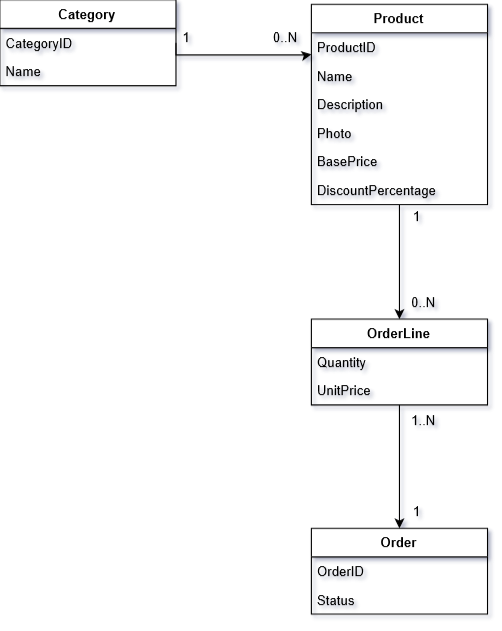 Category
CategoryID
Name
1
0..N
Product
ProductID
Name
Description
Photo
BasePrice
DiscountPercentage
1
0..N
OrderLine
Quantity
UnitPrice
1..N
1
Order
OrderID
Status